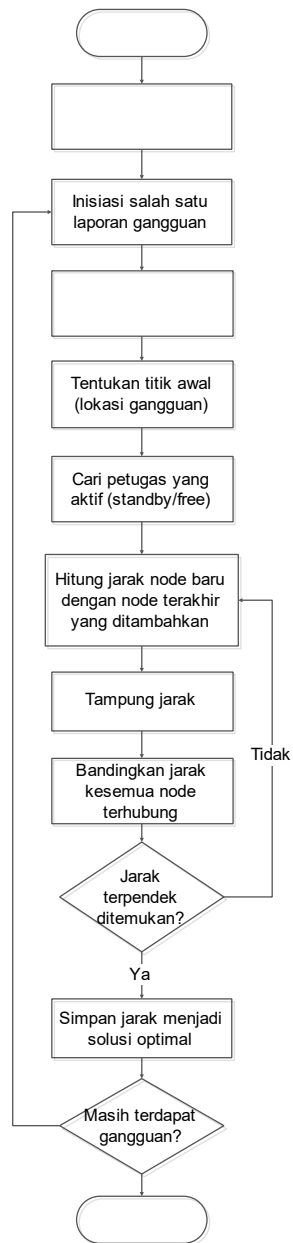 Inisiasi salah satu
laporan gangguan
Tentukan titik awal
(lokasi gangguan)
Cari petugas yang
aktif (standby/free)
Hitung jarak node baru
dengan node terakhir
yang ditambahkan
Tampung jarak
Tidak
Bandingkan jarak
kesemua node
terhubung
Jarak
terpendek
ditemukan?
Ya
Simpan jarak menjadi
solusi optimal
Masih terdapat
gangguan?